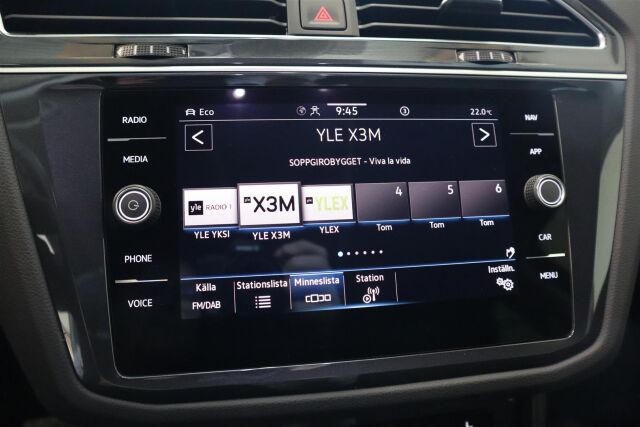 RADIO
MEDIA
PHONE
VOICE
Eco
9:45
22.0°C
YLE X3M
SOPPGIROBYGGET - Viva la vida
yle RADIO 1
X3M
YLEX
4
5
6
YLE YKSI
YLE X3M
YLEX
Tom
Tom
Tom
Inställn.
Källa
FM/DAB
Stationslista
Minneslista
Station
NAV
APP
CAR
MENU